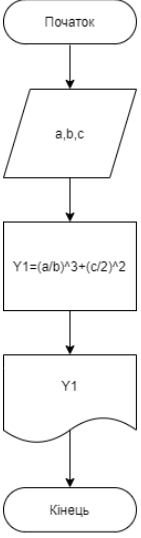 Початок
a,b,c
Y1=(a/b)^3+(c/2)^2
Y1
Кінець